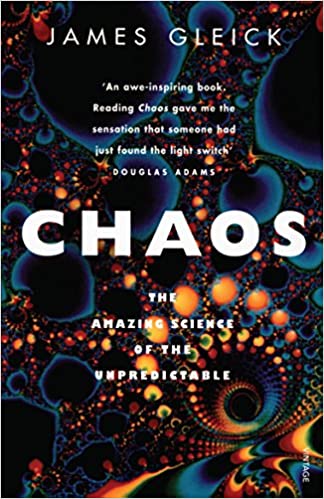 JAMES GLEICK
'An awe-inspiring book.
Reading Chaos gave me the
sensation that someone had
just found the light switch'
DOUGLAS ADAMS
CHAOS
THE
AMAZING SCIENCE
OF THE
UNPREDICTABLE
VINTAGE